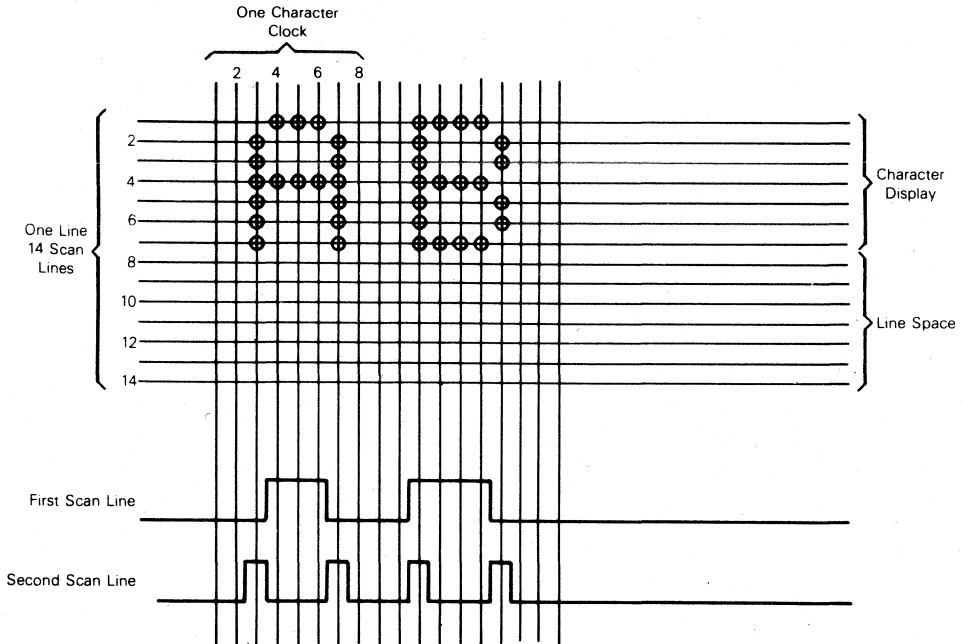 One Character
Clock
2 4 6 8
2
4
6
8
10
12
14
One Line
14 Scan
Lines
Character
Display
Line Space
First Scan Line
Second Scan Line